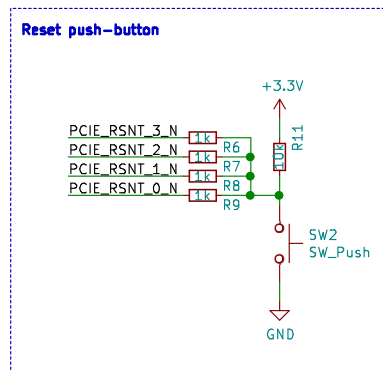 Reset push-button
+3.3V
PCIE_RSNT_3_N 1k R6
PCIE_RSNT_2_N 1k R7
PCIE_RSNT_1_N 1k R8
PCIE_RSNT_0_N 1k R9
10k R11
SW2
SW_Push
GND